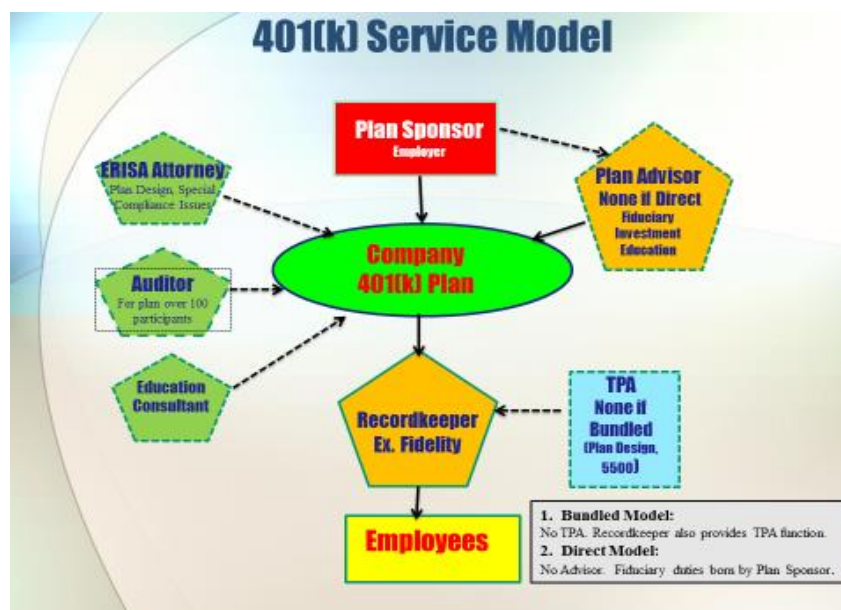 401(k) Service Model
Plan Sponsor
Employer
ERISA Attorney
Plan Design, Special
Compliance Issues
Plan Advisor
None if Direct
Fiduciary
Investment
Education
Company
401(k) Plan
Auditor
For plan over 100
participants
Education
Consultant
Recordkeeper
Ex. Fidelity
TPA
None if
Bundled
(Plan Design,
5500)
Employees
1. Bundled Model:
No TPA. Recordkeeper also provides TPA function.
2. Direct Model:
No Advisor. Fiduciary duties born by Plan Sponsor.